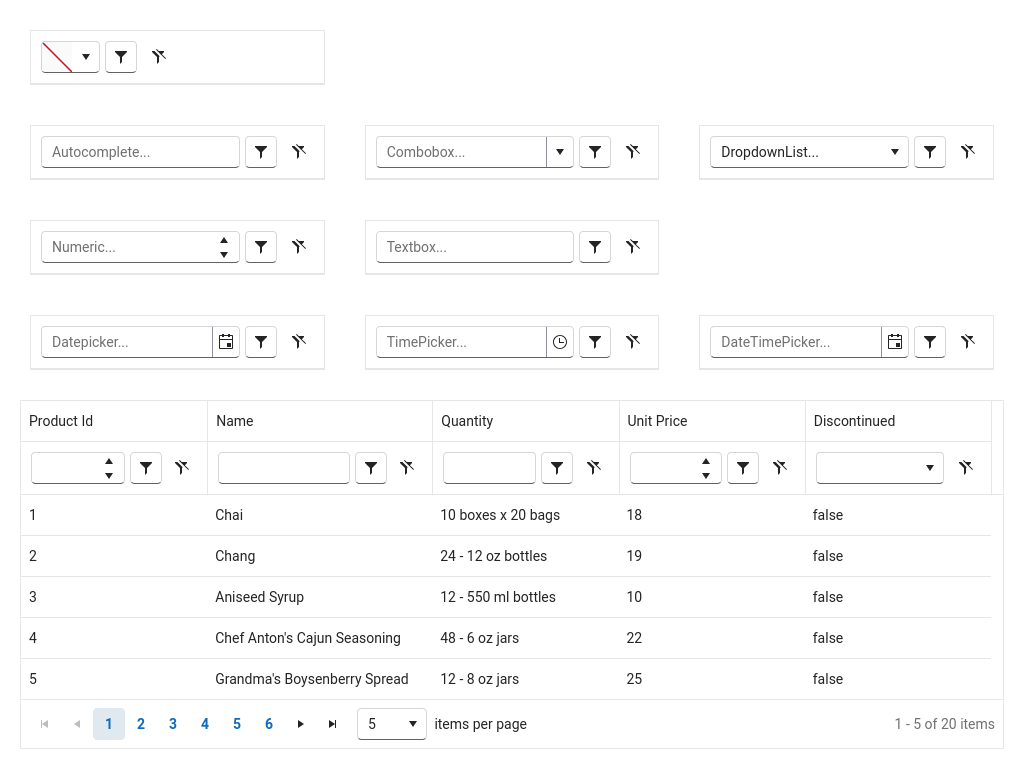 Autocomplete... Combobox... DropdownList...
Numeric... Textbox...
Datepicker... TimePicker... DateTimePicker...
Product Id Name Quantity Unit Price Discontinued
1 Chai 10 boxes x 20 bags 18 false
2 Chang 24 - 12 oz bottles 19 false
3 Aniseed Syrup 12 - 550 ml bottles 10 false
4 Chef Anton's Cajun Seasoning 48 - 6 oz jars 22 false
5 Grandma's Boysenberry Spread 12 - 8 oz jars 25 false
1 2 3 4 5 6 5 items per page 1 - 5 of 20 items